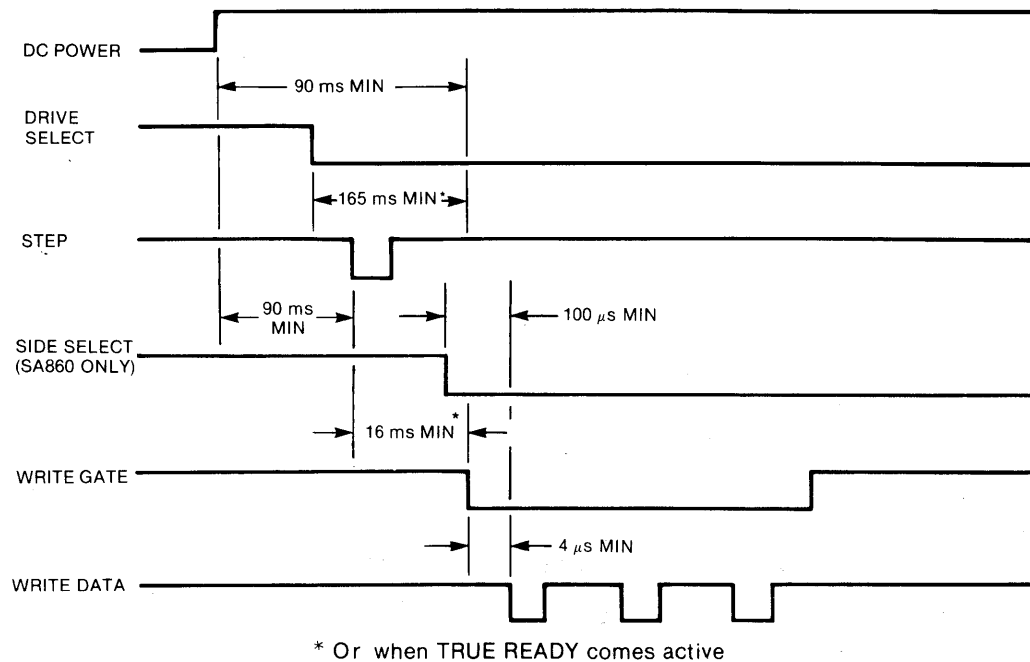 DC POWER
90 ms MIN
DRIVE
SELECT
165 ms MIN*
STEP
90 ms
MIN
100 μs MIN
SIDE SELECT
(SA860 ONLY)
16 ms MIN*
WRITE GATE
4 μs MIN
WRITE DATA
* Or when TRUE READY comes active